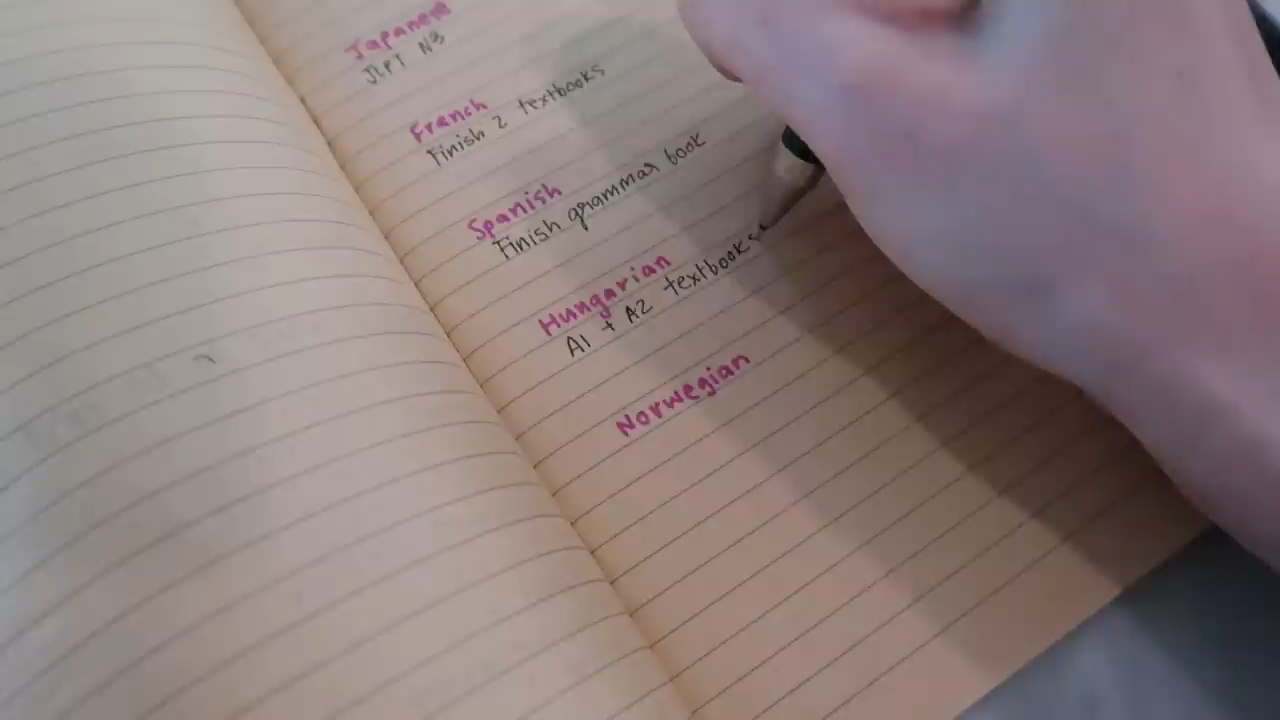 Japanese
JLPT N3
French
Finish 2 textbooks
Spanish
Finish grammar book
Hungarian
A1 + A2 textbooks
Norwegian